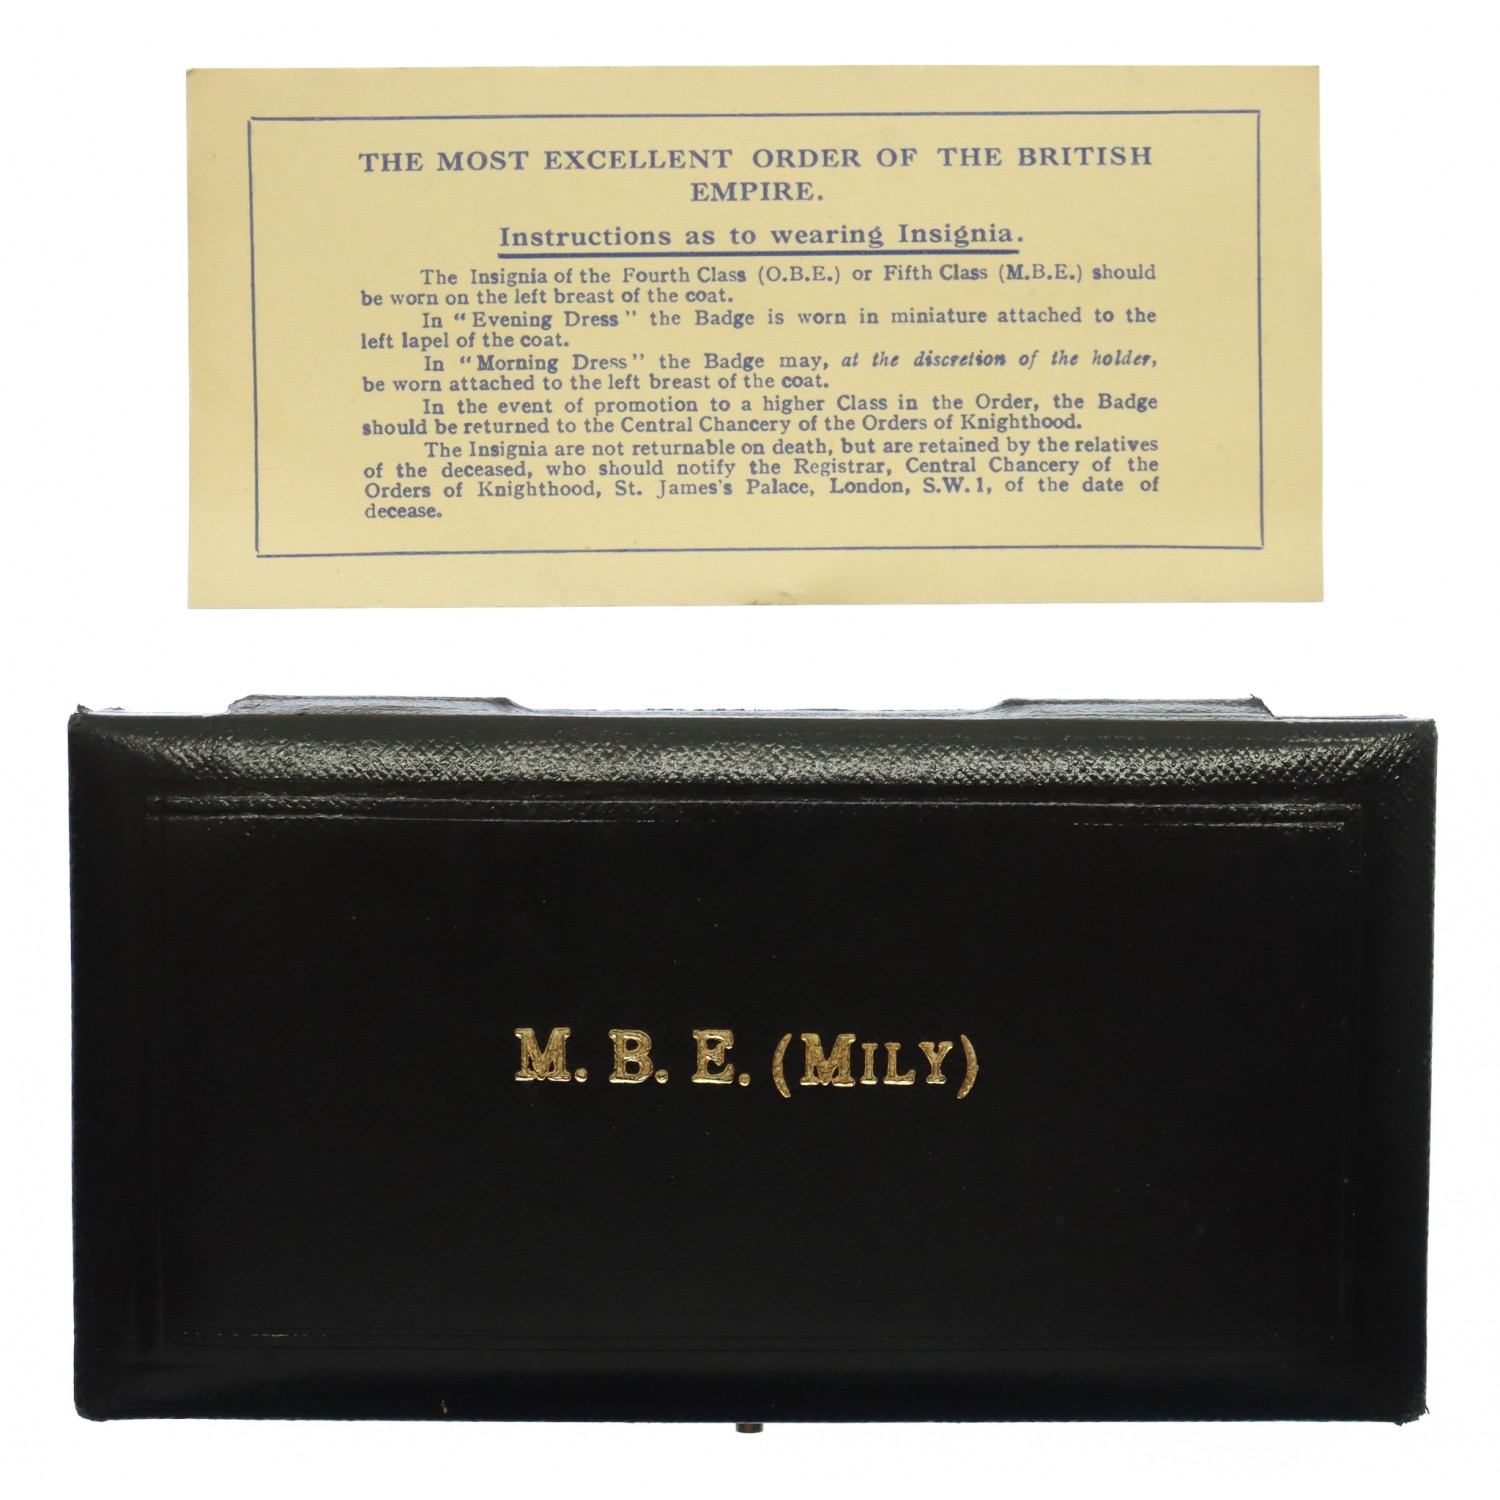 THE MOST EXCELLENT ORDER OF THE BRITISH
EMPIRE.
Instructions as to wearing Insignia.
The Insignia of the Fourth Class (O.B.E.) or Fifth Class (M.B.E.) should
be worn on the left breast of the coat.
In "Evening Dress" the Badge is worn in miniature attached to the
left lapel of the coat.
In "Morning Dress" the Badge may, at the discretion of the holder,
be worn attached to the left breast of the coat.
In the event of promotion to a higher Class in the Order, the Badge
should be returned to the Central Chancery of the Orders of Knighthood.
The Insignia are not returnable on death, but are retained by the relatives
of the deceased, who should notify the Registrar, Central Chancery of the
Orders of Knighthood, St. James's Palace, London, S.W. 1, of the date of
decease.
M. B. E. (MILY)